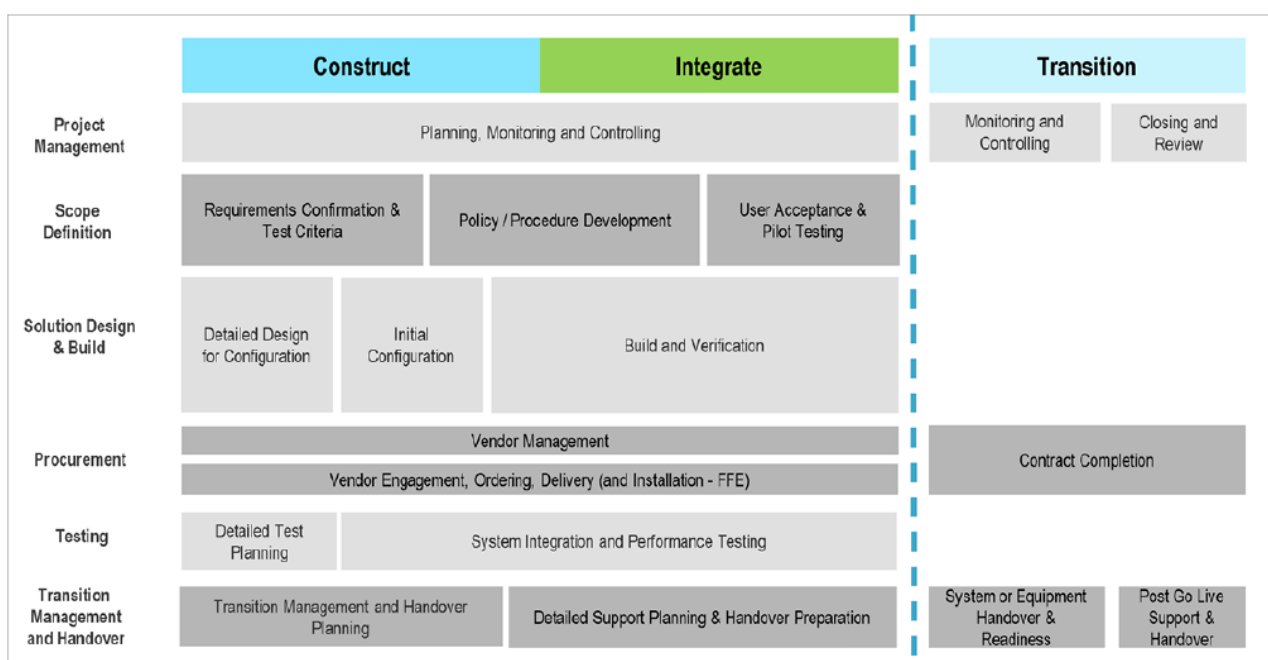 Construct
Integrate
Transition
Project
Management
Planning, Monitoring and Controlling
Monitoring and
Controlling
Closing and
Review
Scope
Definition
Requirements Confirmation &
Test Criteria
Policy / Procedure Development
User Acceptance &
Pilot Testing
Solution Design
& Build
Detailed Design
for Configuration
Initial
Configuration
Build and Verification
Procurement
Vendor Management
Vendor Engagement, Ordering, Delivery (and Installation - FFE)
Contract Completion
Testing
Detailed Test
Planning
System Integration and Performance Testing
Transition
Management
and Handover
Transition Management and Handover
Planning
Detailed Support Planning & Handover Preparation
System or Equipment
Handover &
Readiness
Post Go Live
Support &
Handover